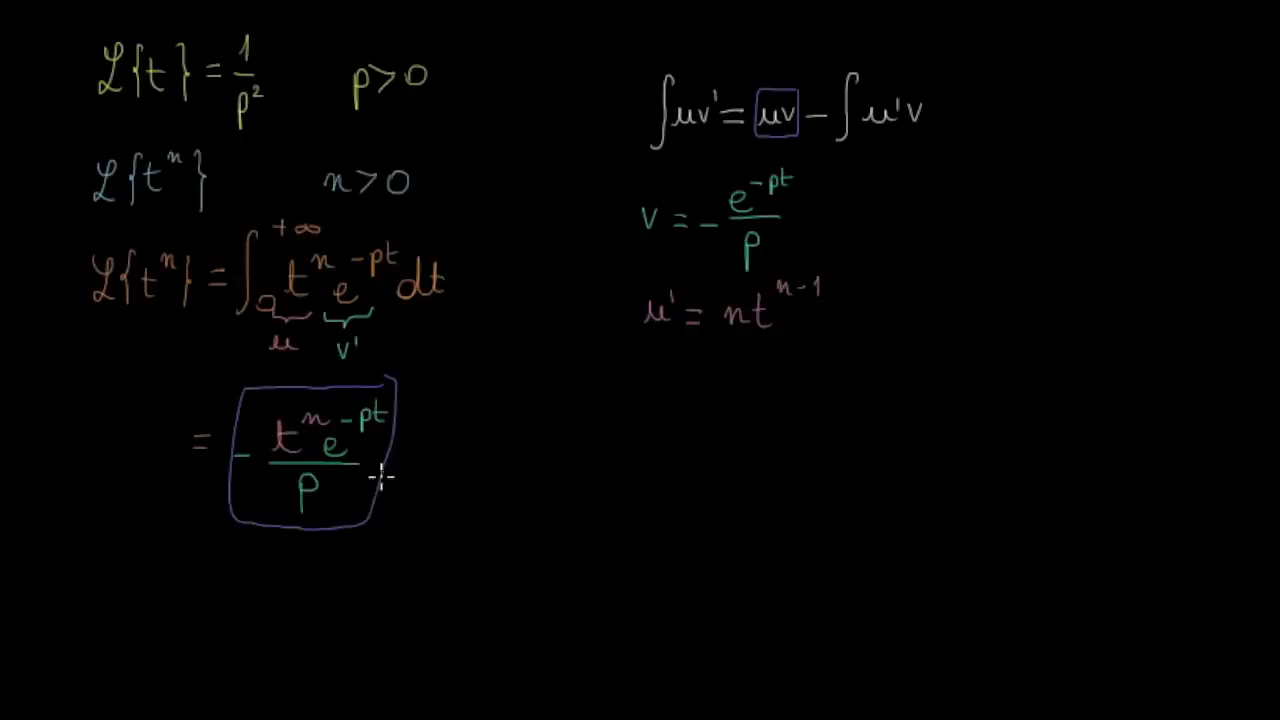 ℒ{t} = 1/p² p > 0
∫uv' = uv − ∫u'v
ℒ{tⁿ} n > 0
v = − e^(−pt)/p
ℒ{tⁿ} = ∫₀^(+∞) tⁿ e^(−pt) dt
u v'
u' = nt^(n−1)
= − tⁿe^(−pt)/p